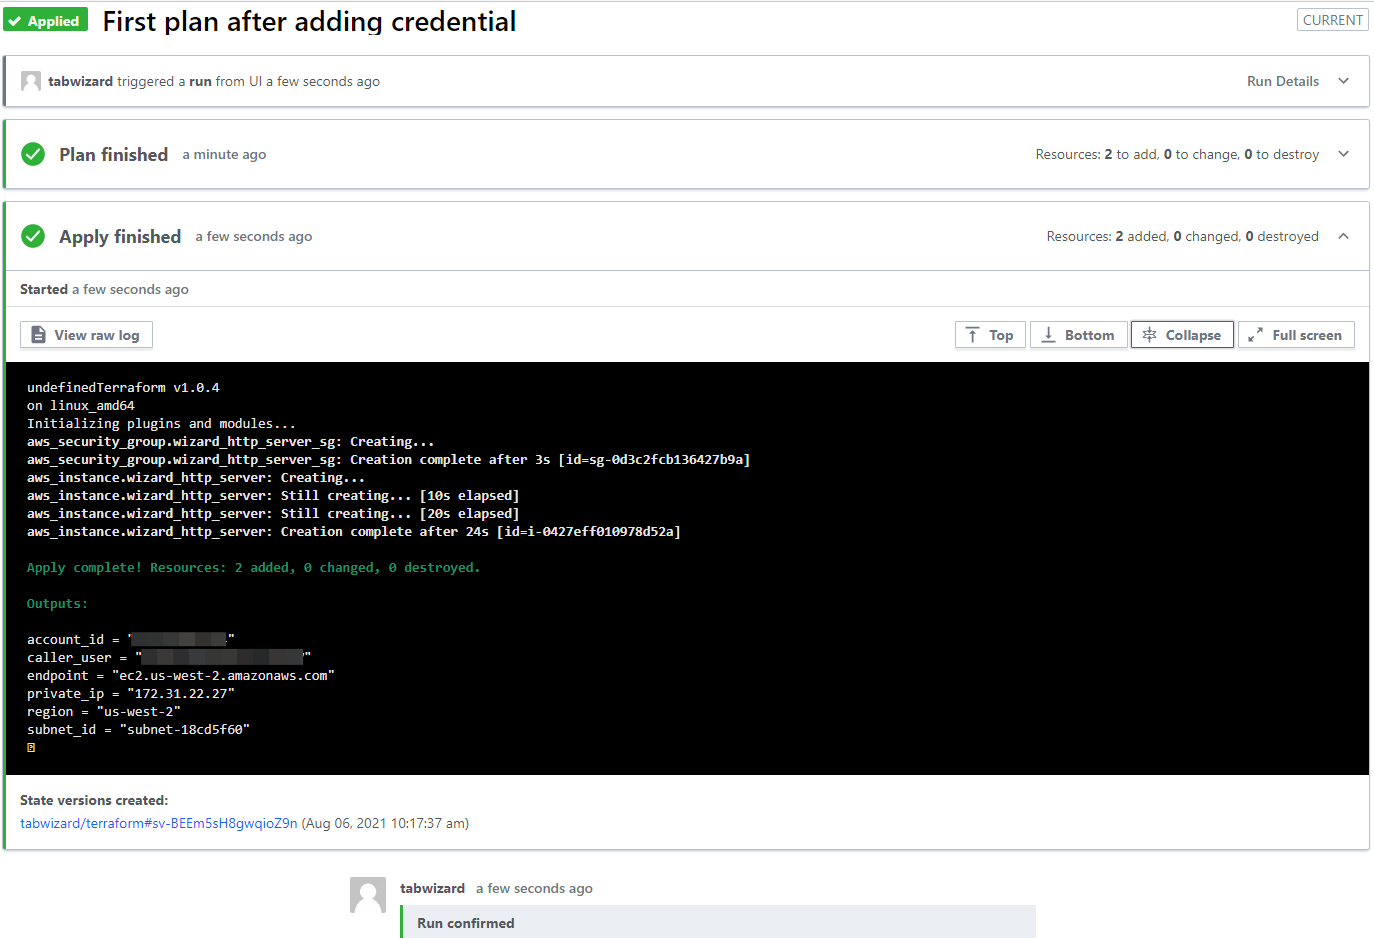 Applied First plan after adding credential CURRENT
tabwizard triggered a run from UI a few seconds ago Run Details
Plan finished a minute ago Resources: 2 to add, 0 to change, 0 to destroy
Apply finished a few seconds ago Resources: 2 added, 0 changed, 0 destroyed
Started a few seconds ago
View raw log Top Bottom Collapse Full screen
undefinedTerraform v1.0.4
on linux_amd64
Initializing plugins and modules...
aws_security_group.wizard_http_server_sg: Creating...
aws_security_group.wizard_http_server_sg: Creation complete after 3s [id=sg-0d3c2fcb136427b9a]
aws_instance.wizard_http_server: Creating...
aws_instance.wizard_http_server: Still creating... [10s elapsed]
aws_instance.wizard_http_server: Still creating... [20s elapsed]
aws_instance.wizard_http_server: Creation complete after 24s [id=i-0427eff010978d52a]
Apply complete! Resources: 2 added, 0 changed, 0 destroyed.
Outputs:
account_id = ""
caller_user = ""
endpoint = "ec2.us-west-2.amazonaws.com"
private_ip = "172.31.22.27"
region = "us-west-2"
subnet_id = "subnet-18cd5f60"
State versions created:
tabwizard/terraform#sv-BEEm5sH8gwqioZ9n (Aug 06, 2021 10:17:37 am)
tabwizard a few seconds ago
Run confirmed